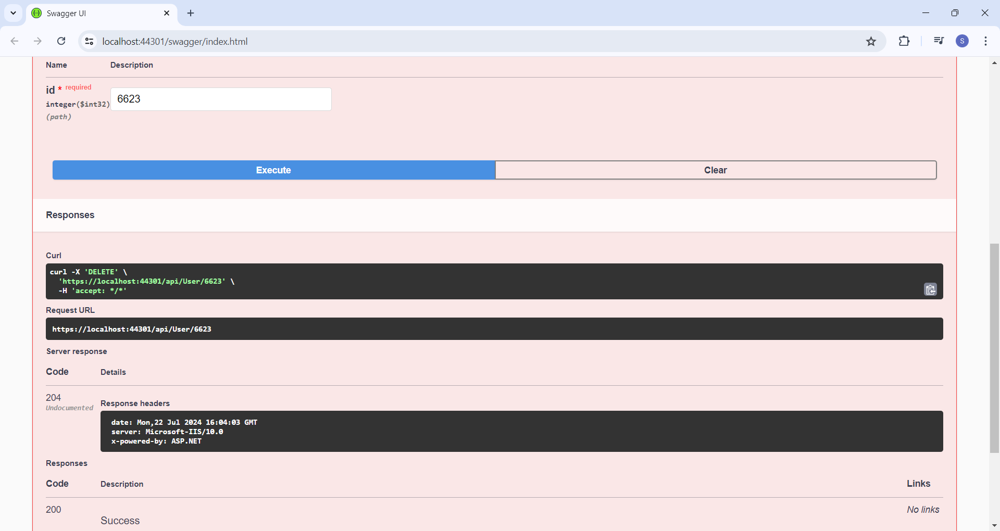 Swagger UI
localhost:44301/swagger/index.html
S
Name Description
id * required
integer($int32)
(path)
6623
Execute Clear
Responses
Curl
curl -X 'DELETE' \
'https://localhost:44301/api/User/6623' \
-H 'accept: */*'
Request URL
https://localhost:44301/api/User/6623
Server response
Code Details
204
Undocumented
Response headers
date: Mon,22 Jul 2024 16:04:03 GMT
server: Microsoft-IIS/10.0
x-powered-by: ASP.NET
Responses
Code Description Links
200 No links
Success